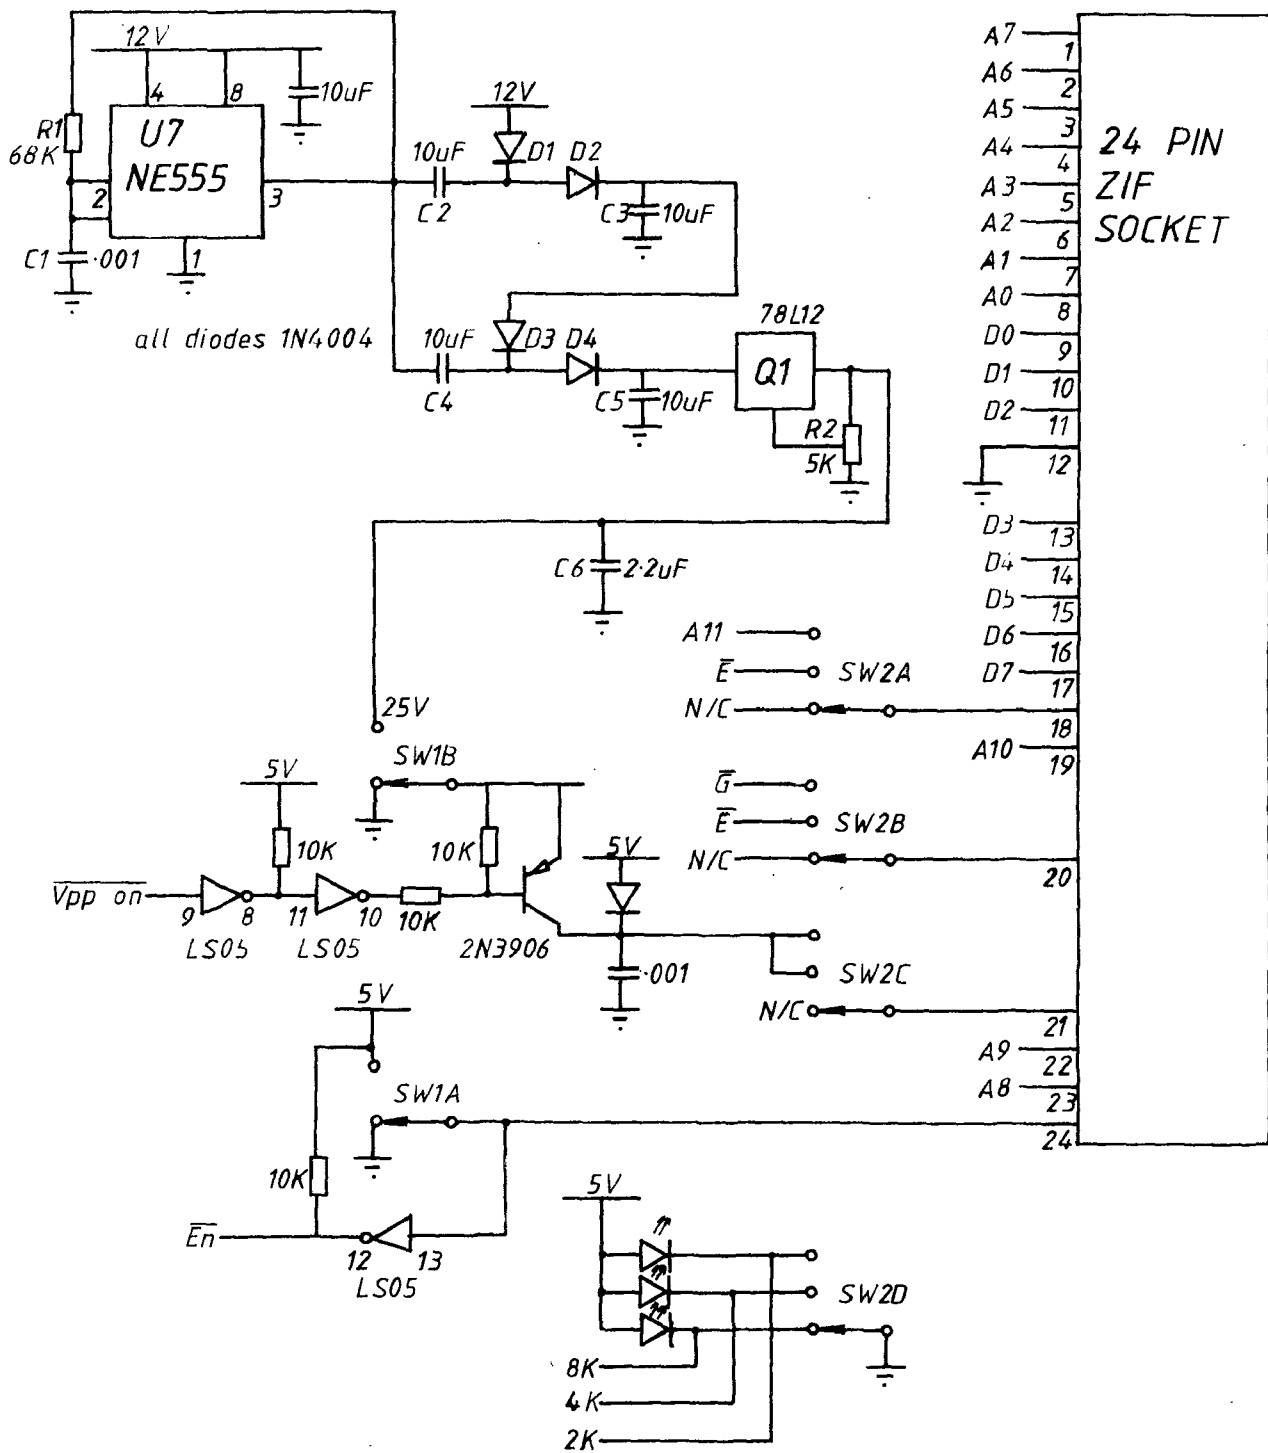 12V
4
8
10uF
R1
68K
U7
NE555
2
3
1
C1
.001
all diodes 1N4004
12V
10uF
D1
D2
C2
C3
10uF
10uF
D3
D4
C4
C5
10uF
78L12
Q1
R2
5K
C6
2.2uF
25V
SW1B
5V
10K
10K
Vpp on
9
8
11
10
10K
LS05
LS05
2N3906
5V
.001
5V
SW1A
10K
En
12
13
LS05
A11
E
SW2A
N/C
G
E
SW2B
N/C
SW2C
N/C
5V
SW2D
8K
4K
2K
24 PIN
ZIF
SOCKET
A7 1
A6 2
A5 3
A4 4
A3 5
A2 6
A1 7
A0 8
D0 9
D1 10
D2 11
12
D3 13
D4 14
D5 15
D6 16
D7 17
18
A10 19
20
21
A9 22
A8 23
24